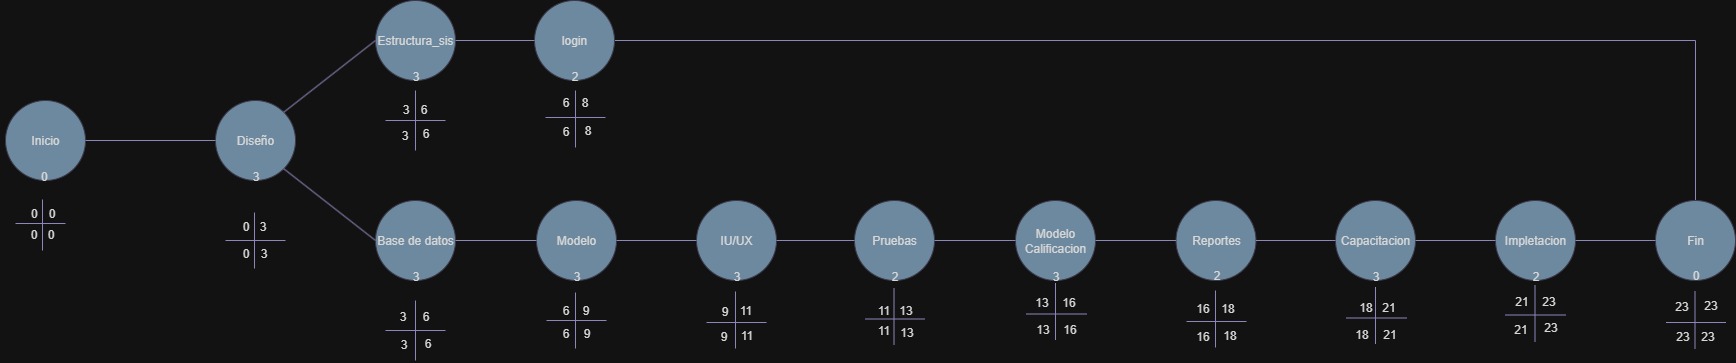 Estructura_sis
3
3 6
3 6
login
2
6 8
6 8
Inicio
0
0 0
0 0
Diseño
3
0 3
0 3
Base de datos
3
3 6
3 6
Modelo
3
6 9
6 9
IU/UX
3
9 11
9 11
Pruebas
2
11 13
11 13
Modelo
Calificacion
3
13 16
13 16
Reportes
2
16 18
16 18
Capacitacion
3
18 21
18 21
Impletacion
2
21 23
21 23
Fin
0
23 23
23 23